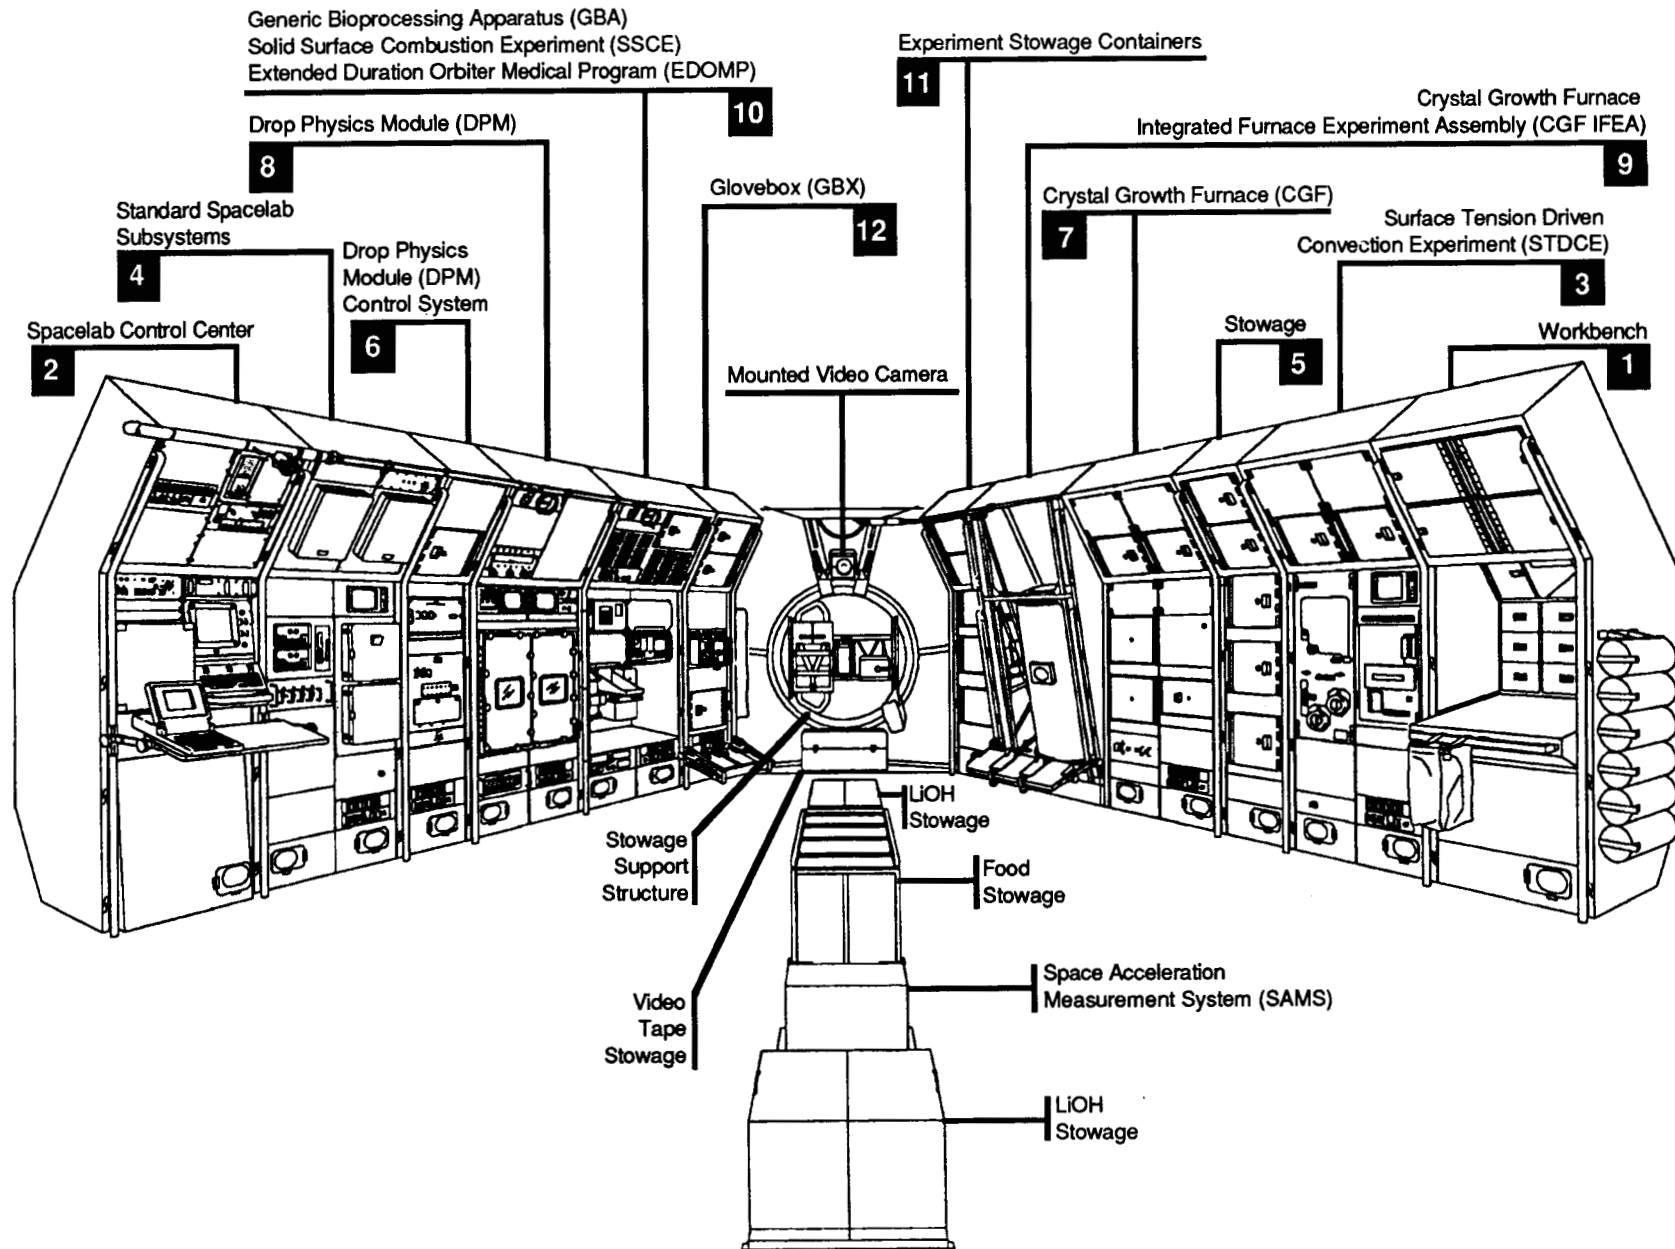 Generic Bioprocessing Apparatus (GBA)
Solid Surface Combustion Experiment (SSCE)
Extended Duration Orbiter Medical Program (EDOMP)
10
Experiment Stowage Containers
11
Crystal Growth Furnace
Integrated Furnace Experiment Assembly (CGF IFEA)
9
Drop Physics Module (DPM)
8
Glovebox (GBX)
12
Crystal Growth Furnace (CGF)
7
Standard Spacelab
Subsystems
4
Surface Tension Driven
Convection Experiment (STDCE)
3
Drop Physics
Module (DPM)
Control System
6
Spacelab Control Center
2
Stowage
5
Workbench
1
Mounted Video Camera
LiOH
Stowage
Stowage
Support
Structure
Food
Stowage
Space Acceleration
Measurement System (SAMS)
Video
Tape
Stowage
LiOH
Stowage